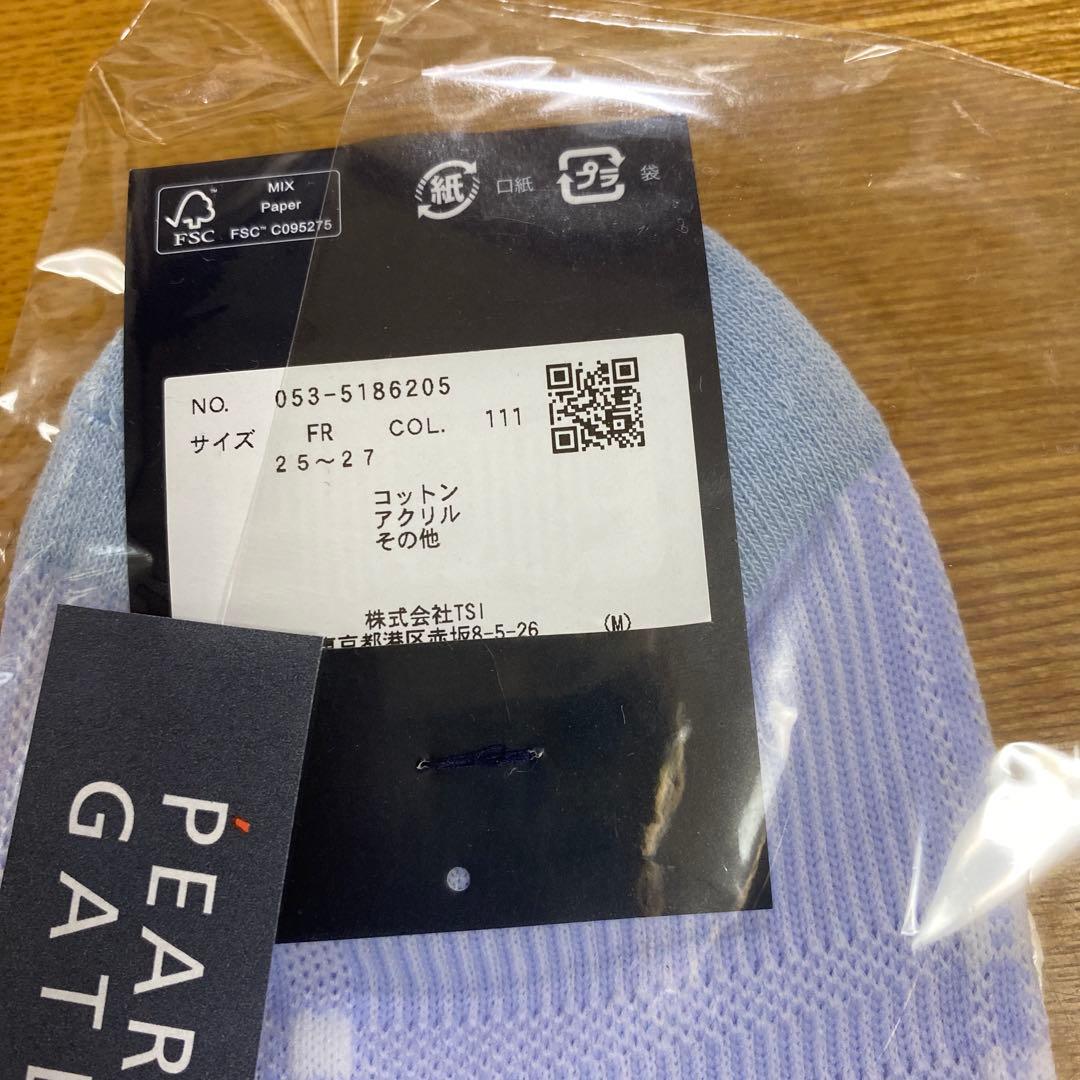 MIX
Paper
FSC™ C095275
FSC™
紙 口紙
プラ 袋
NO. 053-5186205
サイズ FR COL. 111
25～27
コットン
アクリル
その他
株式会社TSI
東京都港区赤坂8-5-26 (M)
PEAR
GAT